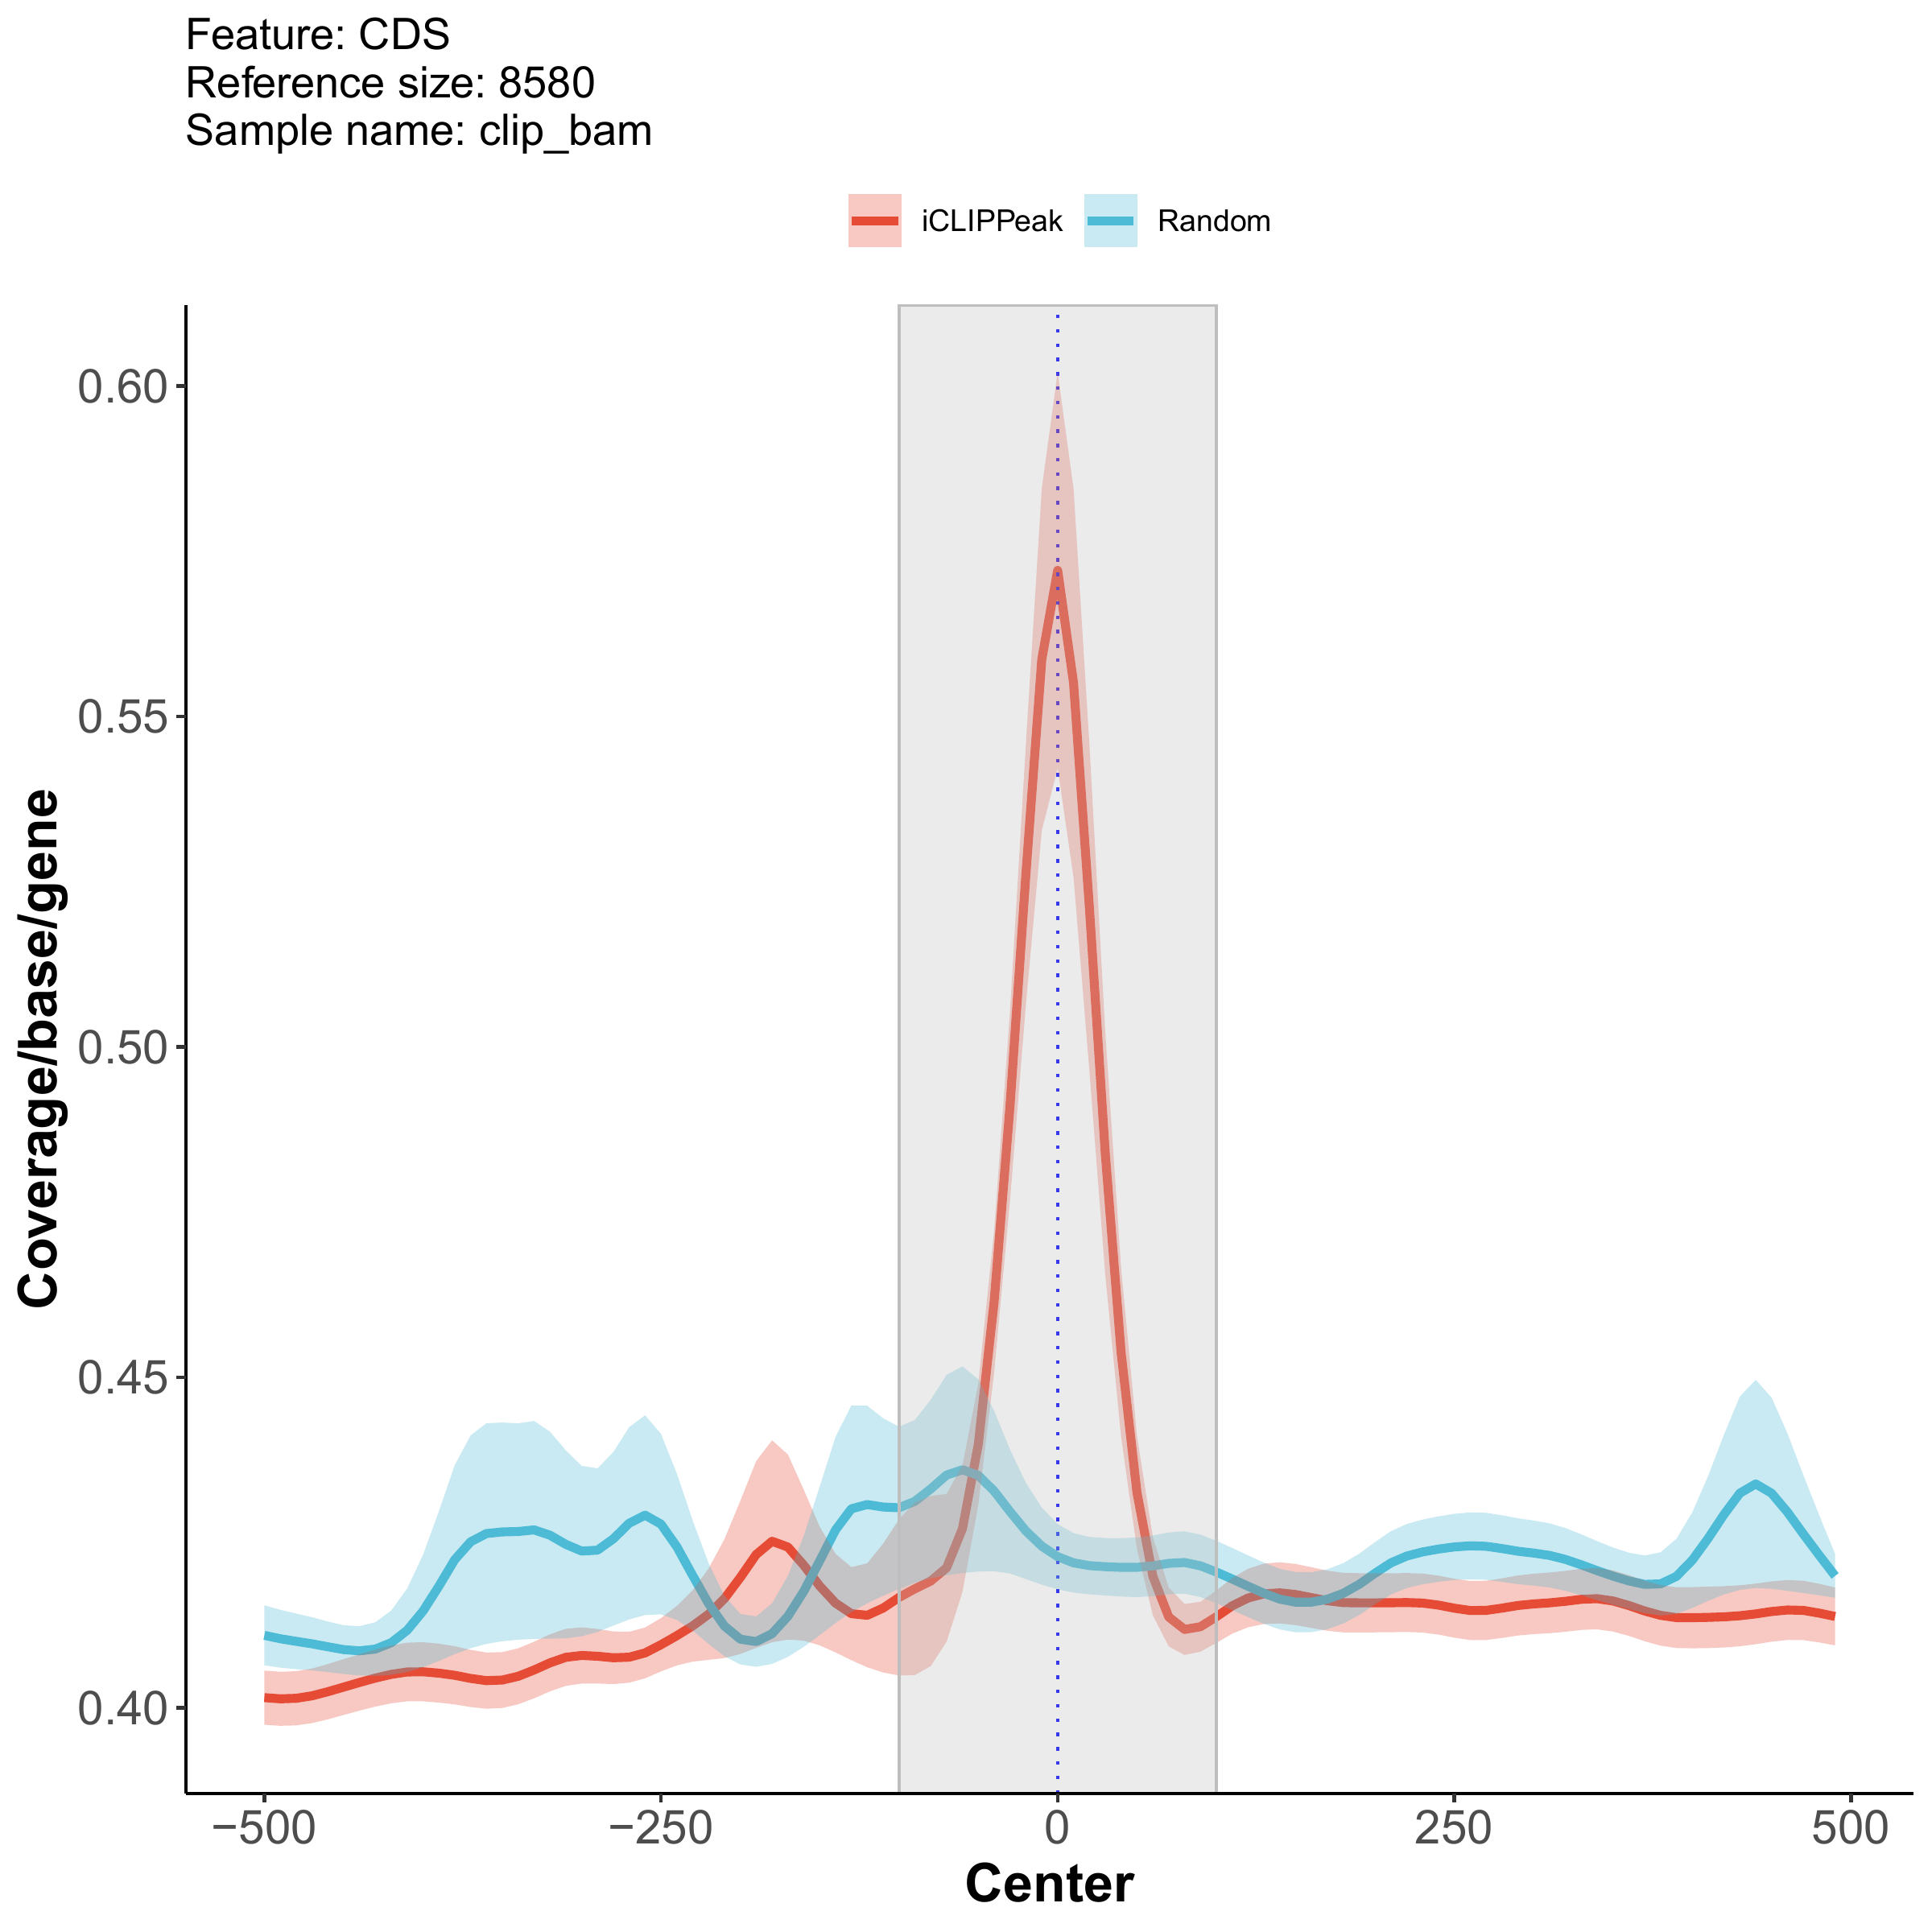 Feature: CDS
Reference size: 8580
Sample name: clip_bam
iCLIPPeak Random
0.60
0.55
0.50
0.45
0.40
Coverage/base/gene
−500 −250 0 250 500
Center